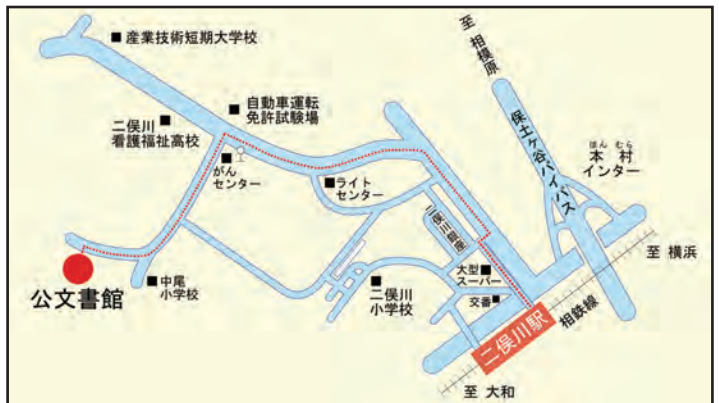 産業技術短期大学校
至 相模原
自動車運転
免許試験場
二俣川
看護福祉高校
保土ヶ谷バイパス
ほん むら
本 村
インター
がん
センター
ライト
センター
二俣川銀座
至 横浜
大型
スーパー
中尾
小学校
二俣川
小学校
交番
公文書館
相鉄線
二俣川駅
至 大和